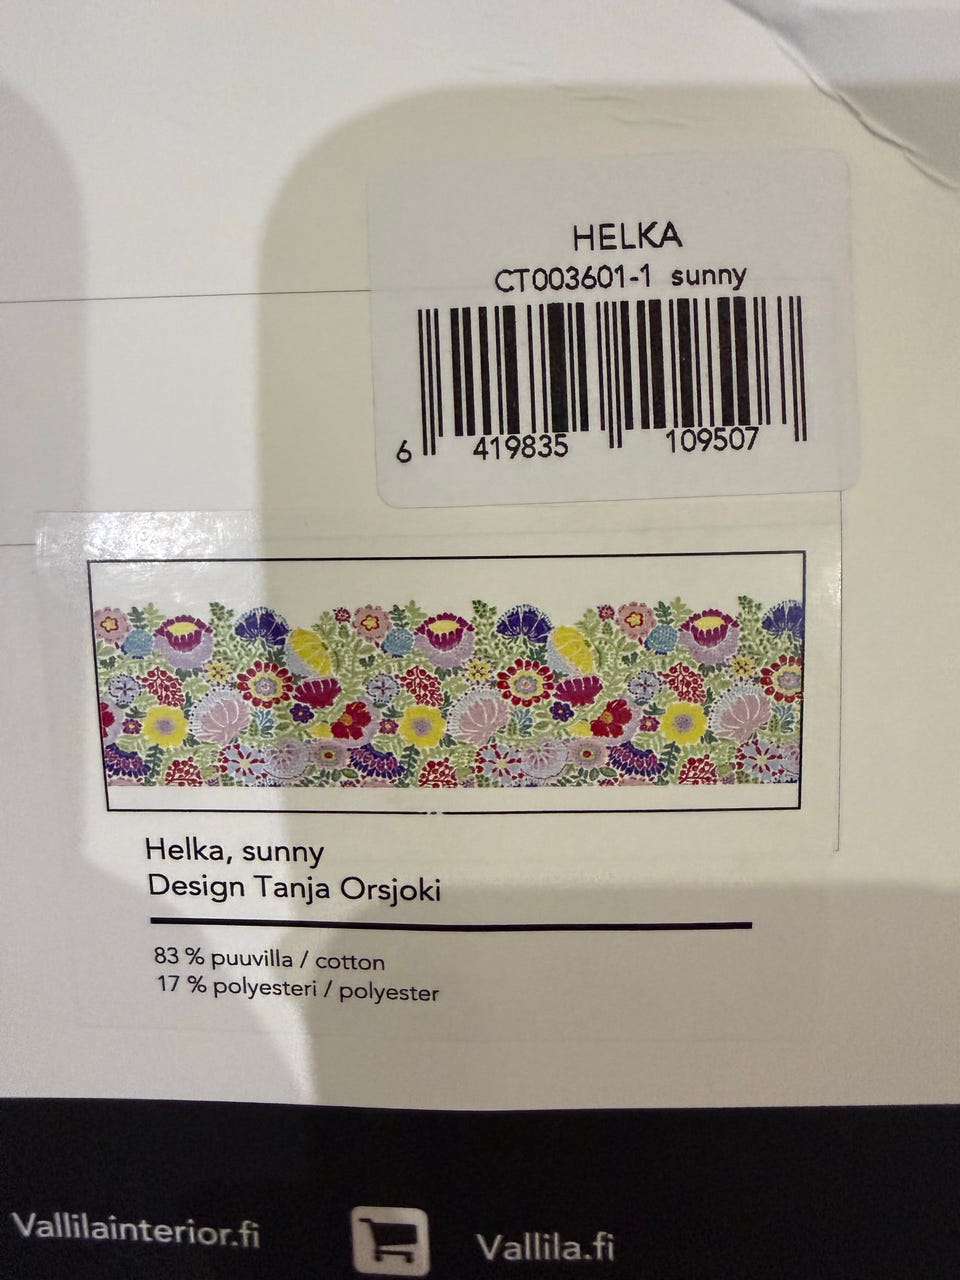 HELKA
CT003601-1 sunny
6 419835 109507
Helka, sunny
Design Tanja Orsjoki
83 % puuvilla / cotton
17 % polyesteri / polyester
Vallilainterior.fi
Vallila.fi